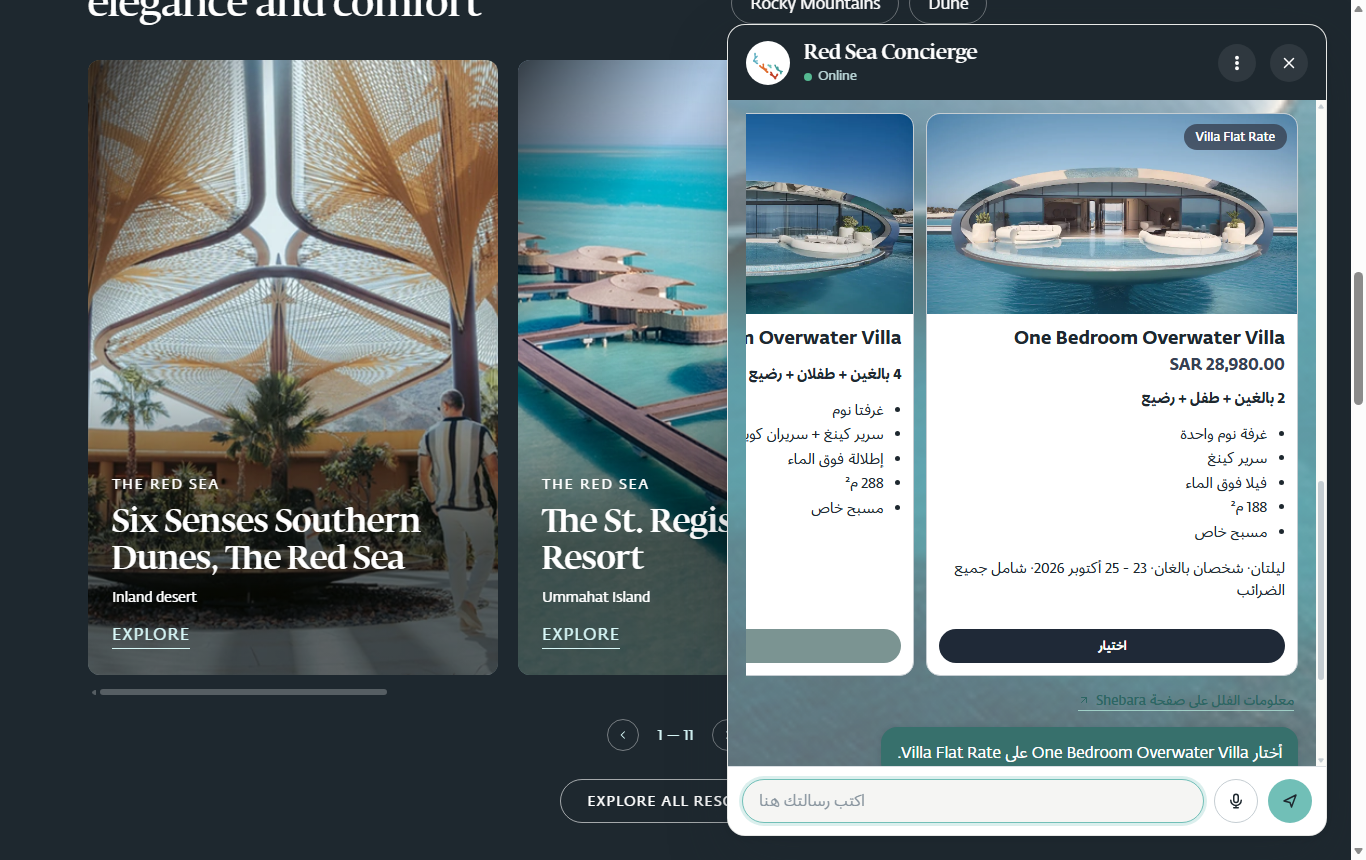 elegance and comfort
Rocky Mountains
Dune
THE RED SEA
Six Senses Southern
Dunes, The Red Sea
Inland desert
EXPLORE
THE RED SEA
The St. Regis
Resort
Ummahat Island
EXPLORE
1 — 11
EXPLORE ALL RESO
Red Sea Concierge
Online
Villa Flat Rate
One Bedroom Overwater Villa
SAR 28,980.00
2 بالغين + طفل + رضيع
غرفة نوم واحدة
سرير كينغ
فيلا فوق الماء
188 م²
مسبح خاص
ليلتان· شخصان بالغان· 23 - 25 أكتوبر 2026· شامل جميع
الضرائب
اختيار
Overwater Villa
4 بالغين + طفلان + رضيع
غرفتا نوم
سرير كينغ + سريران كوي
إطلالة فوق الماء
288 م²
مسبح خاص
معلومات الفلل على صفحة Shebara
أختار One Bedroom Overwater Villa على Villa Flat Rate.
اكتب رسالتك هنا